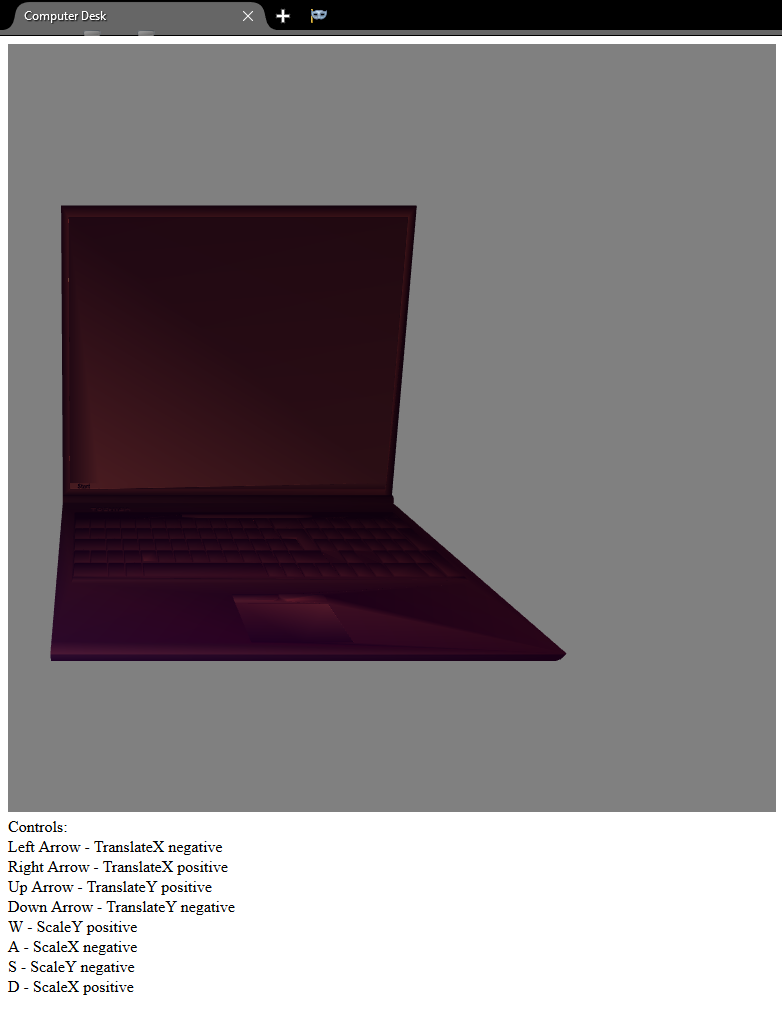 Computer Desk
Start
Controls:
Left Arrow - TranslateX negative
Right Arrow - TranslateX positive
Up Arrow - TranslateY positive
Down Arrow - TranslateY negative
W - ScaleY positive
A - ScaleX negative
S - ScaleY negative
D - ScaleX positive